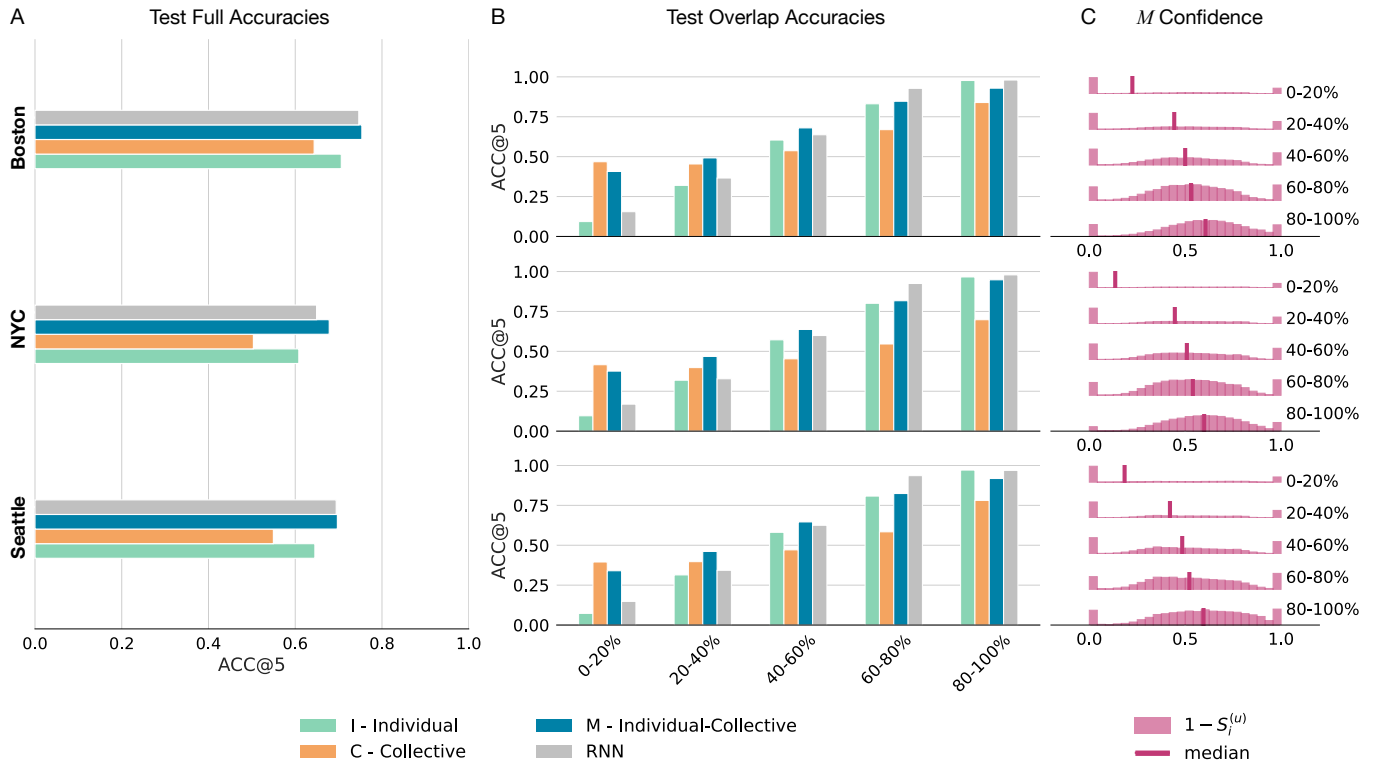 A
Test Full Accuracies
B
Test Overlap Accuracies
C
M Confidence
Boston
NYC
Seattle
0.0 0.2 0.4 0.6 0.8 1.0
ACC@5
1.00
0.75
0.50
0.25
0.00
ACC@5
1.00
0.75
0.50
0.25
0.00
ACC@5
1.00
0.75
0.50
0.25
0.00
ACC@5
0-20% 20-40% 40-60% 60-80% 80-100%
0-20%
20-40%
40-60%
60-80%
80-100%
0.0 0.5 1.0
0-20%
20-40%
40-60%
60-80%
80-100%
0.0 0.5 1.0
0-20%
20-40%
40-60%
60-80%
80-100%
0.0 0.5 1.0
I - Individual
C - Collective
M - Individual-Collective
RNN
1 − S_i^(u)
median